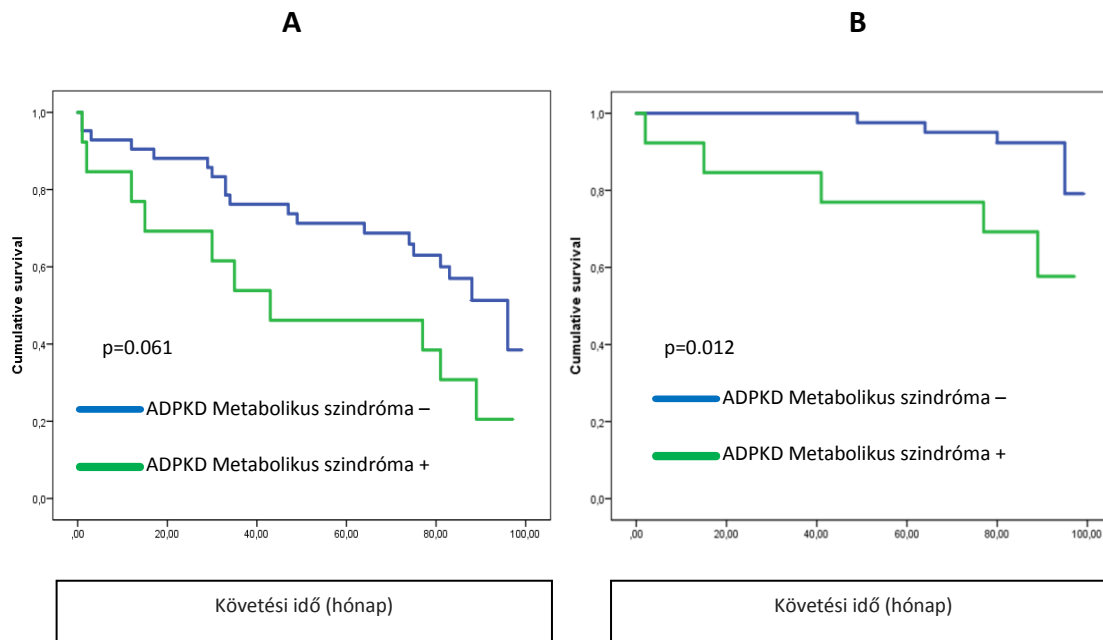 A
B
Cumulative survival
1,0
0,8
0,6
0,4
0,2
0,0
p=0.061
ADPKD Metabolikus szindróma –
ADPKD Metabolikus szindróma +
,00
20,00
40,00
60,00
80,00
100,00
Követési idő (hónap)
Cumulative survival
1,0
0,8
0,6
0,4
0,2
0,0
p=0.012
ADPKD Metabolikus szindróma –
ADPKD Metabolikus szindróma +
,00
20,00
40,00
60,00
80,00
100,00
Követési idő (hónap)